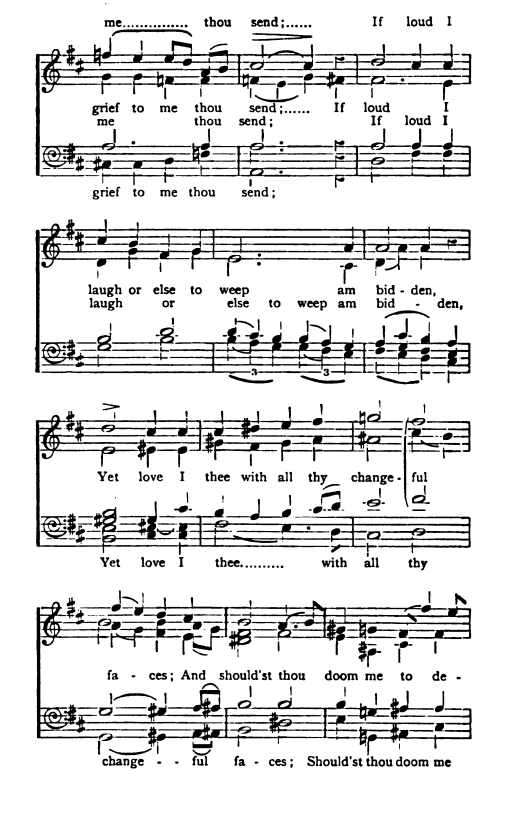 me............... thou send;...... If loud I
grief to me thou send;...... If loud I
me thou send; If loud I
grief to me thou send;
laugh or else to weep am bid - den,
laugh or else to weep am bid - den,
3 3
Yet love I thee with all thy change - ful
Yet love I thee.......... with all thy
fa - ces; And should'st thou doom me to de -
change - - ful fa - ces; Should'st thou doom me